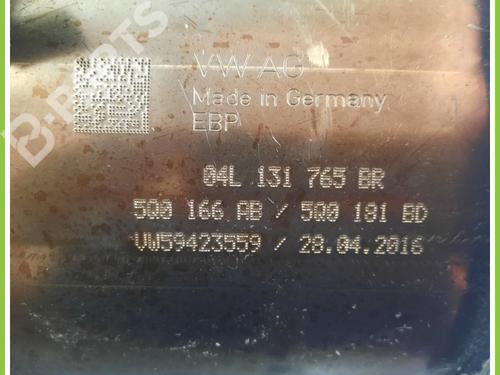 B-PARTS
VW AG
Made in Germany
EBP
04L 131 765 BR
5Q0 166 AB / 5Q0 181 BD
VW59423559 / 28.04.2016